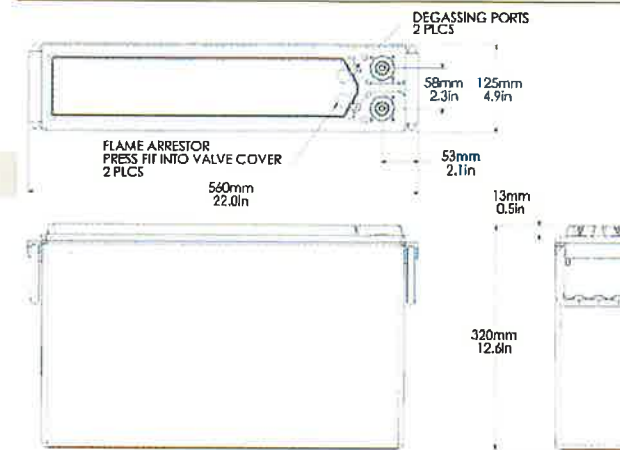 DEGASSING PORTS
2 PLCS
58mm
2.3in
125mm
4.9in
FLAME ARRESTOR
PRESS FIT INTO VALVE COVER
2 PLCS
53mm
2.1in
560mm
22.0in
13mm
0.5in
320mm
12.6in